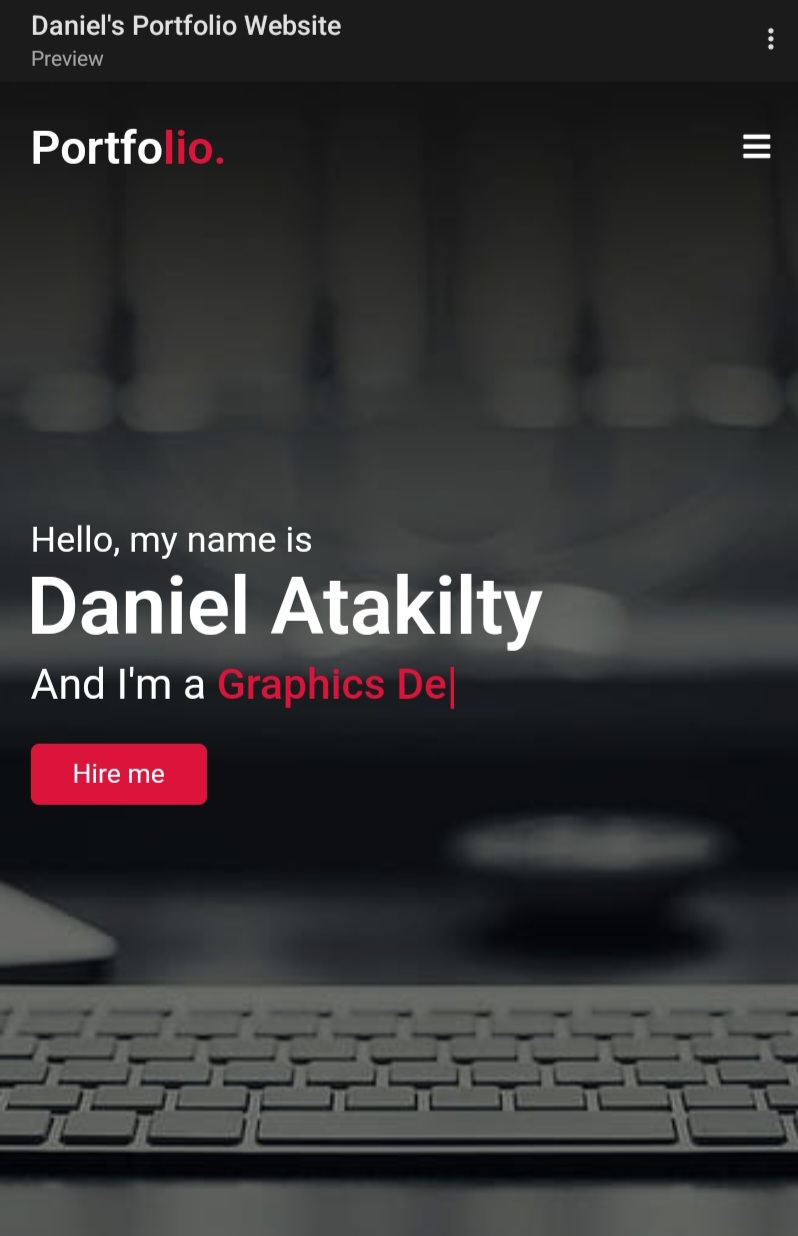 Daniel's Portfolio Website
Preview
Portfolio.
Hello, my name is
Daniel Atakilty
And I'm a Graphics De|
Hire me